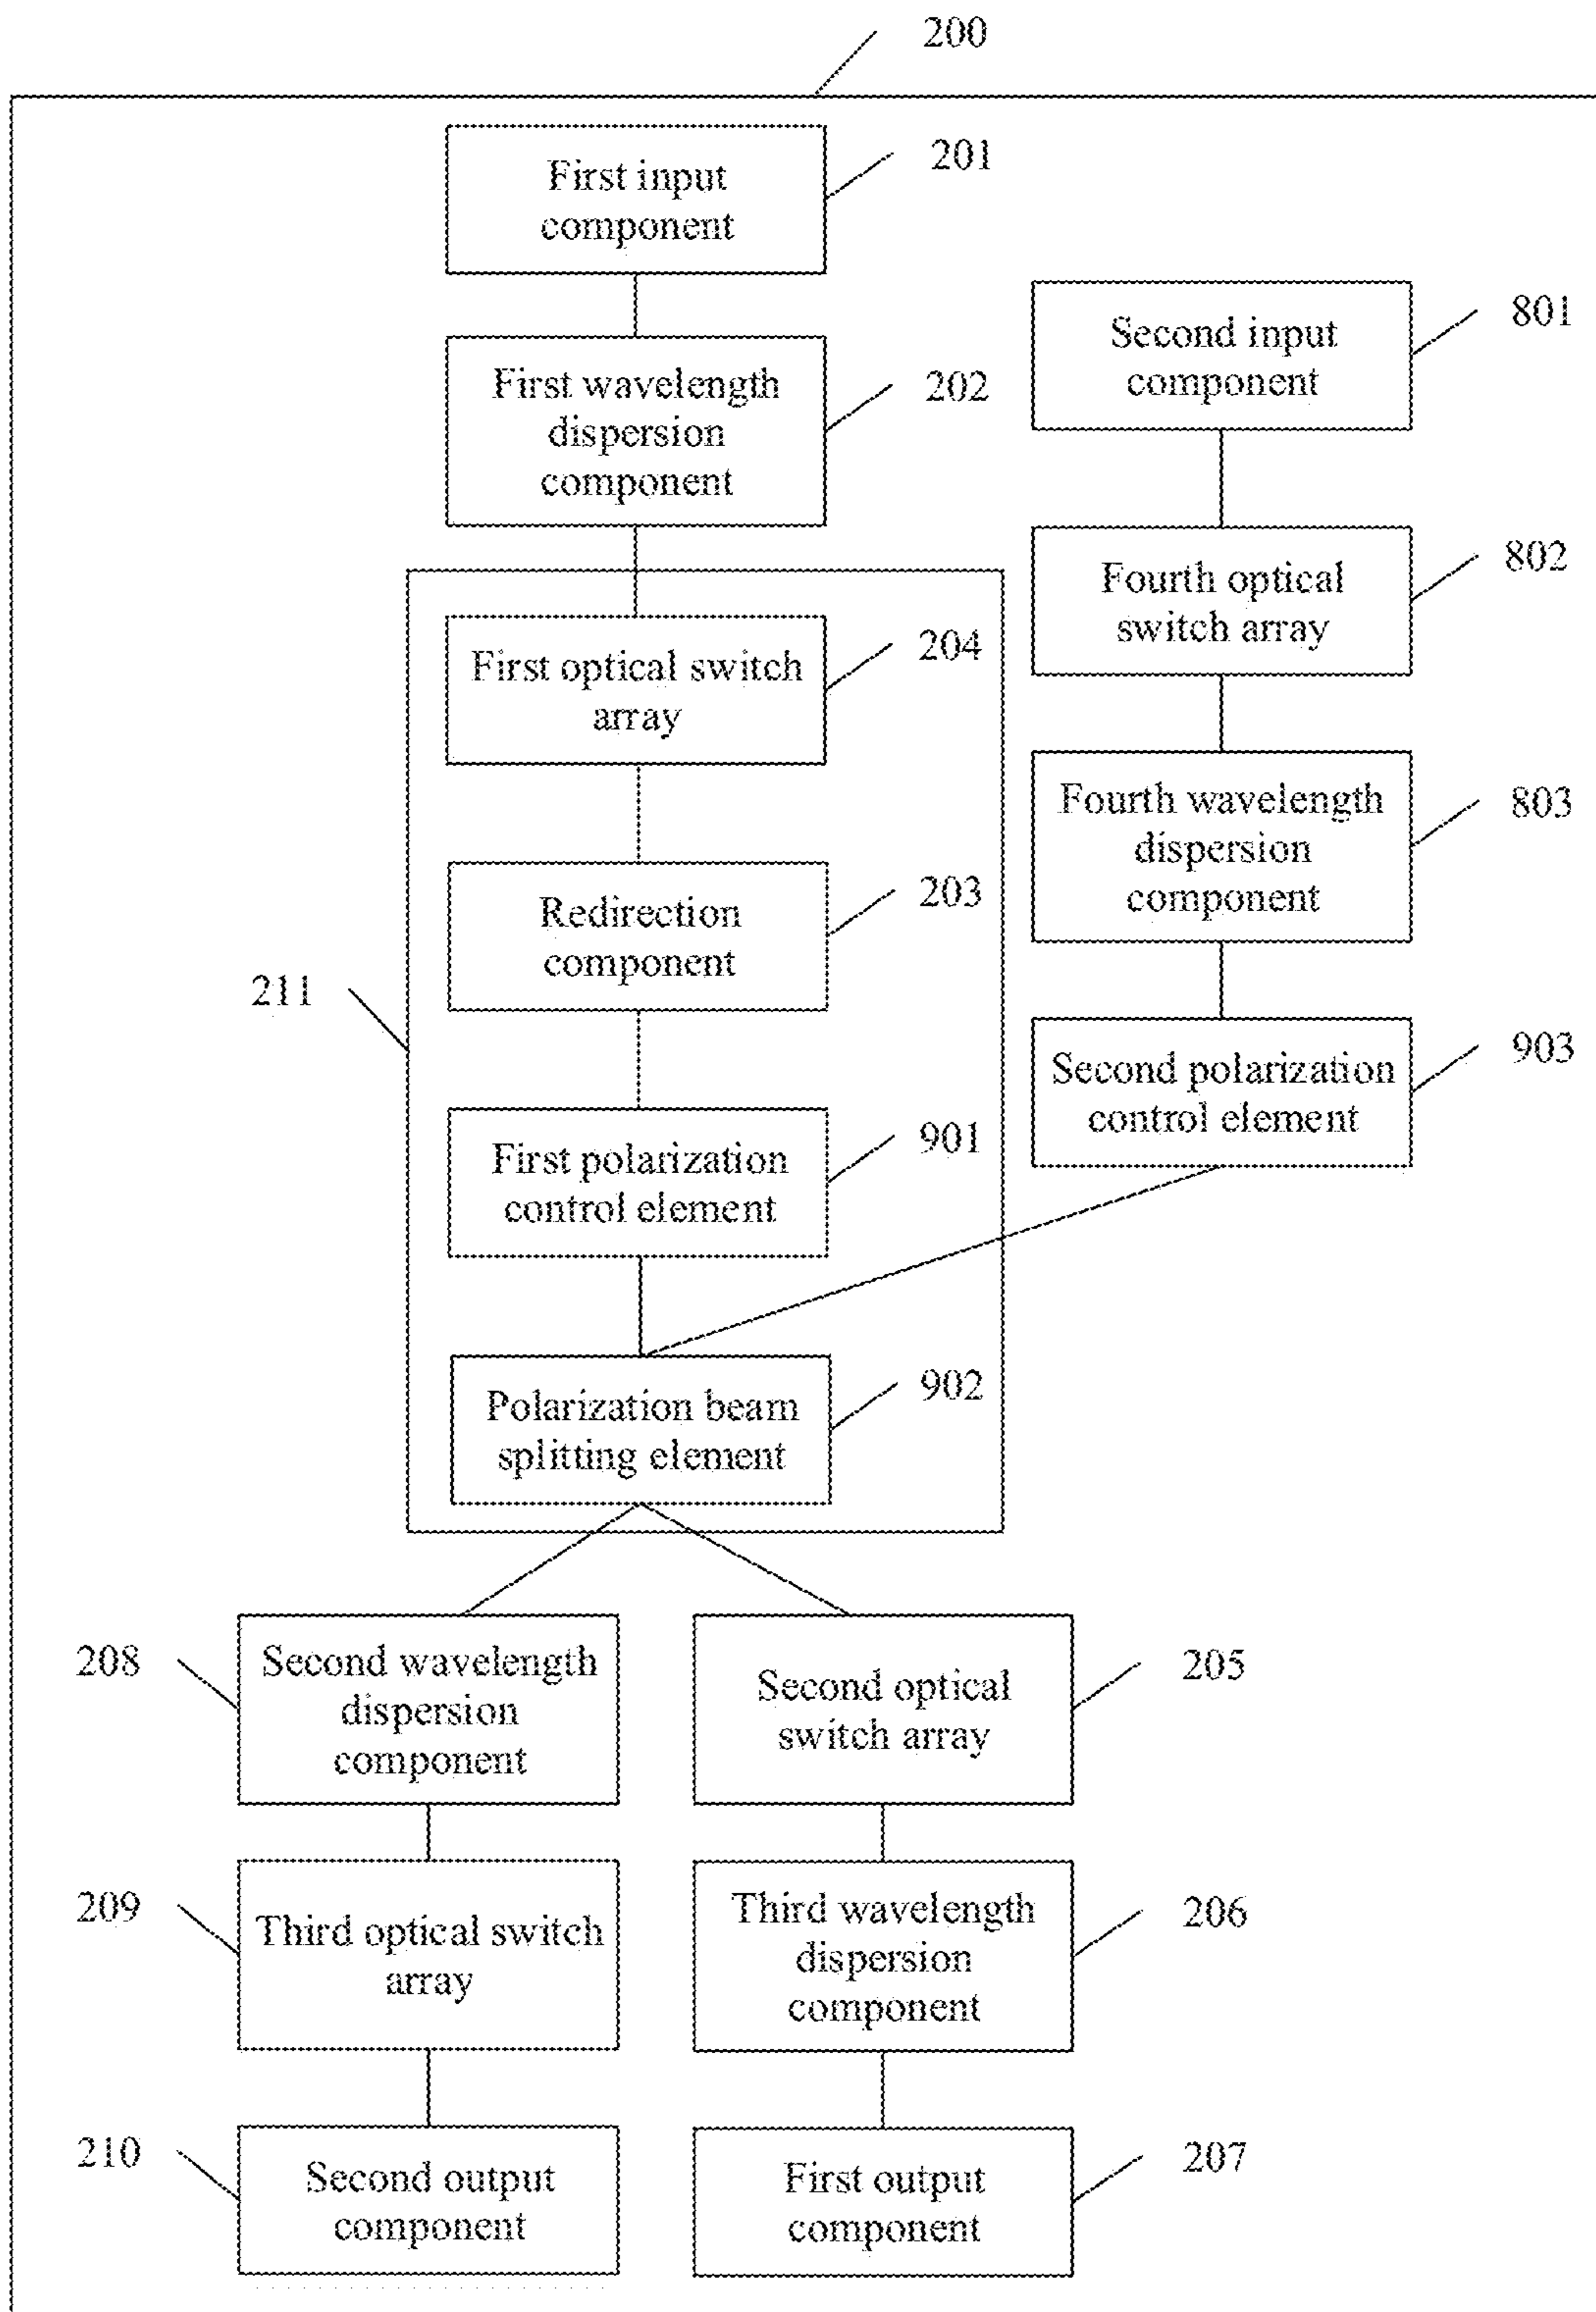 200
First input
component
201
First wavelength
dispersion
component
202
Second input
component
801
Fourth optical
switch array
802
First optical switch
array
204
Fourth wavelength
dispersion
component
803
Redirection
component
203
211
Second polarization
control element
903
First polarization
control element
901
Polarization beam
splitting element
902
208
Second wavelength
dispersion
component
Second optical
switch array
205
209
Third optical switch
array
Third wavelength
dispersion
component
206
210
Second output
component
First output
component
207